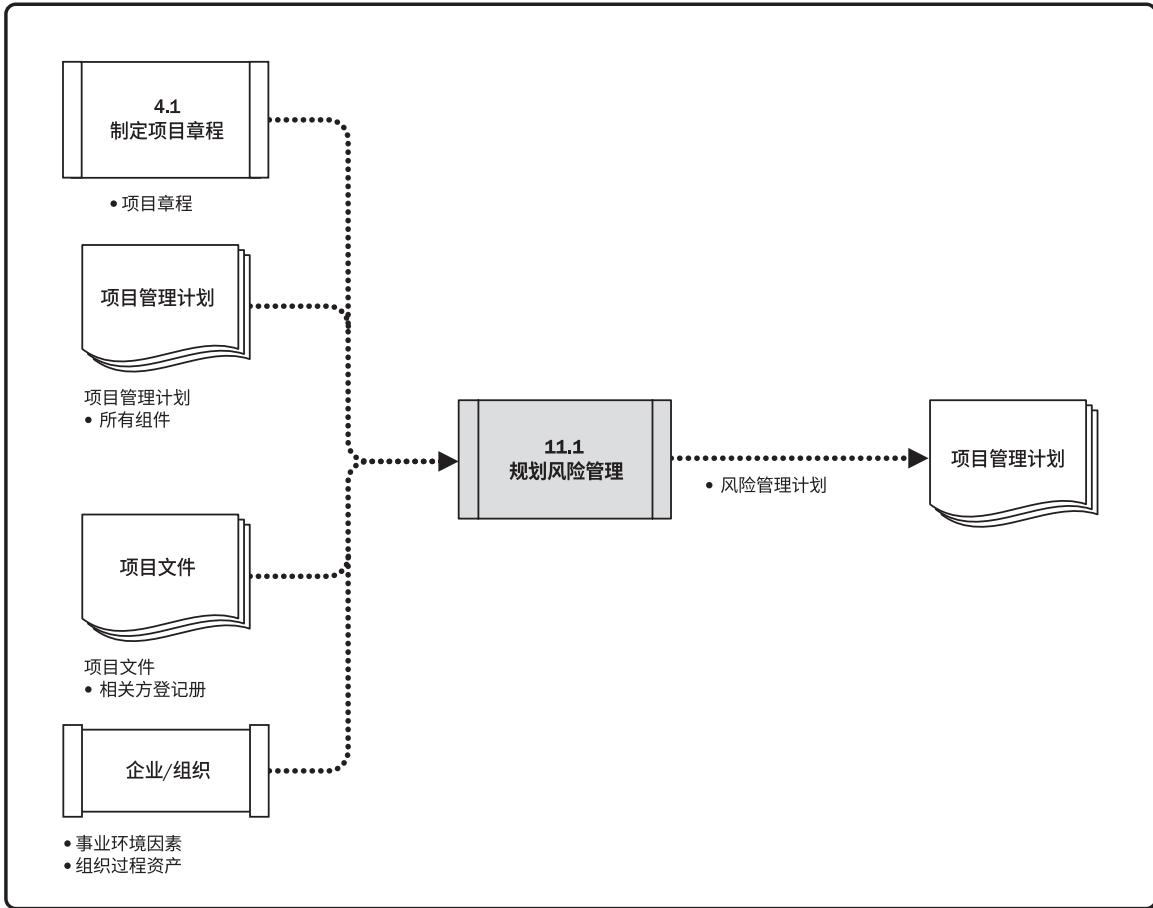 4.1
制定项目章程
• 项目章程
项目管理计划
项目管理计划
• 所有组件
项目文件
项目文件
• 相关方登记册
企业/组织
• 事业环境因素
• 组织过程资产
11.1
规划风险管理
• 风险管理计划
项目管理计划